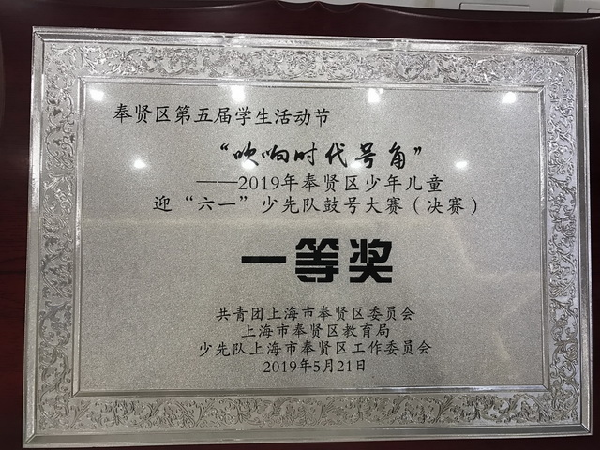 奉贤区第五届学生活动节
“吹响时代号角”
——2019年奉贤区少年儿童
迎“六一”少先队鼓号大赛（决赛）
一等奖
共青团上海市奉贤区委员会
上海市奉贤区教育局
少先队上海市奉贤区工作委员会
2019年5月21日